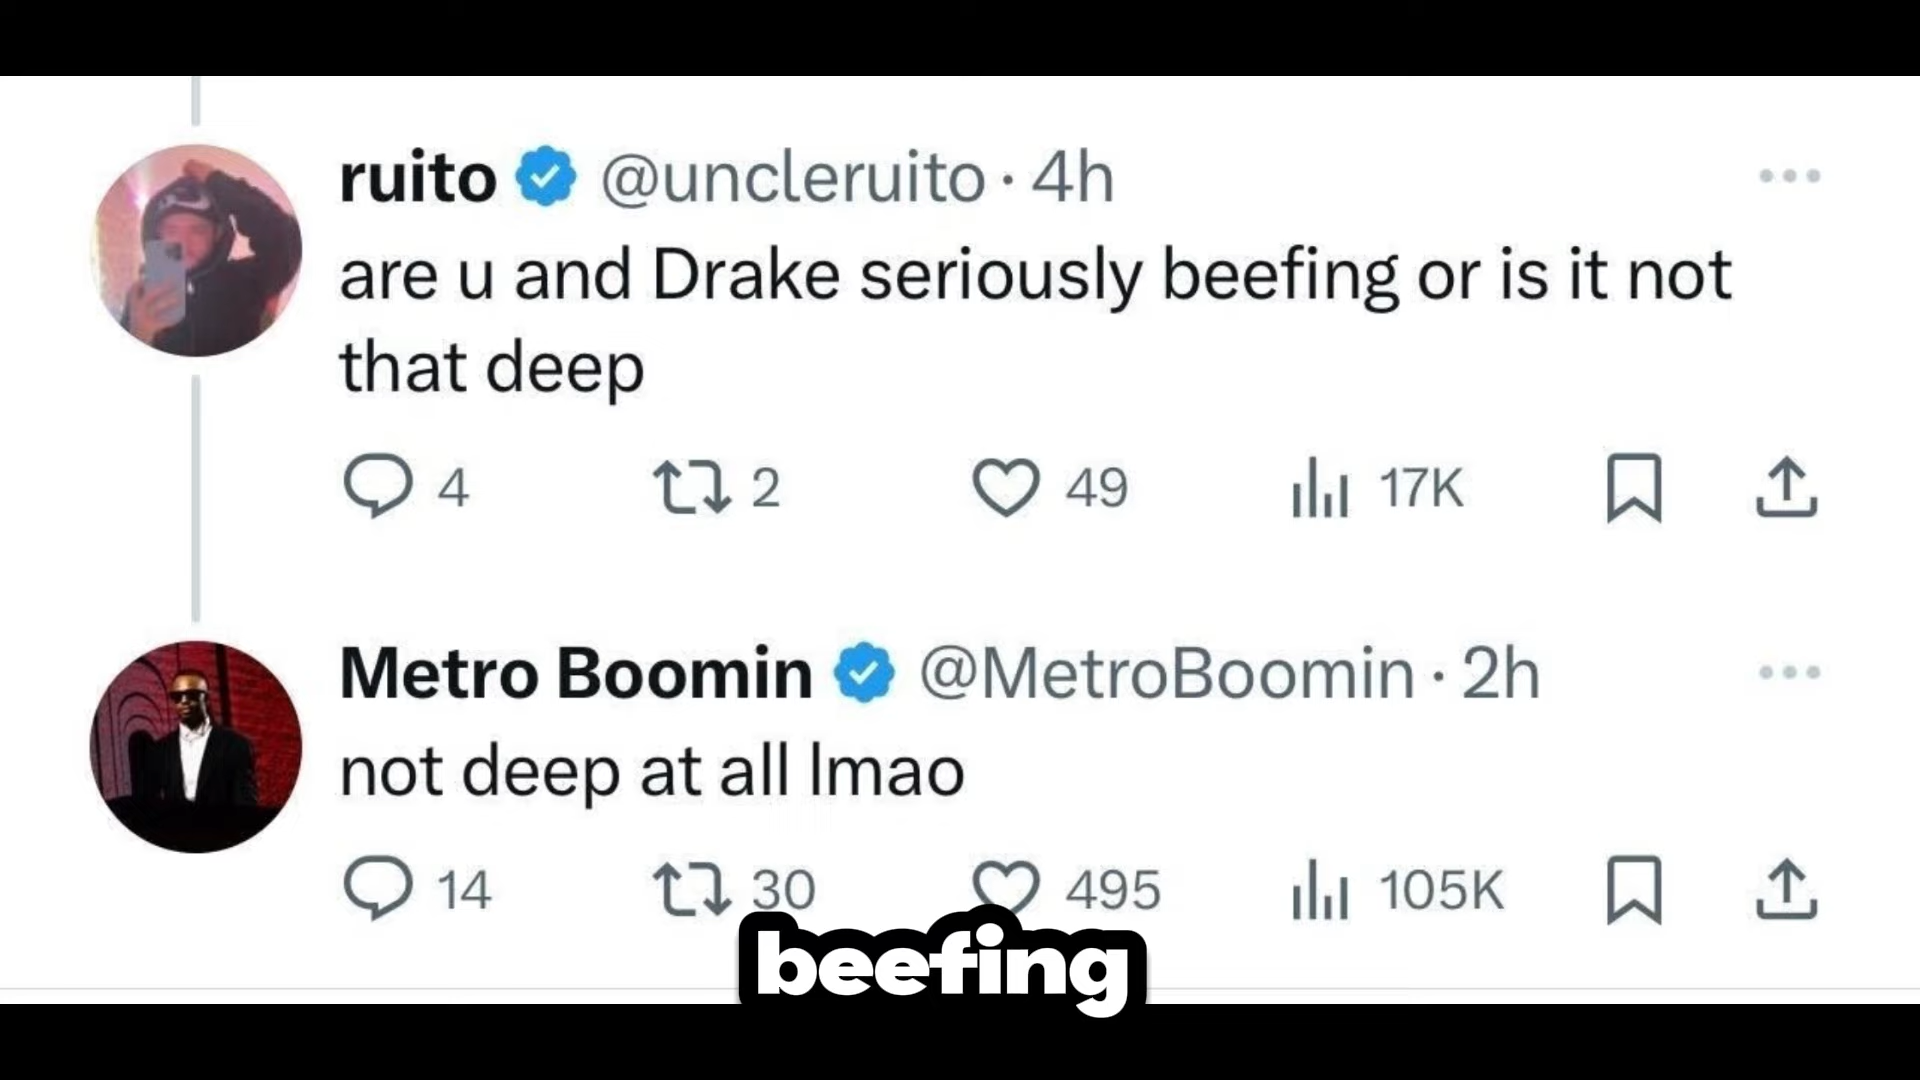 ruito @uncleruito · 4h
are u and Drake seriously beefing or is it not
that deep
4 2 49 17K
Metro Boomin @MetroBoomin · 2h
not deep at all lmao
14 30 495 105K
beefing